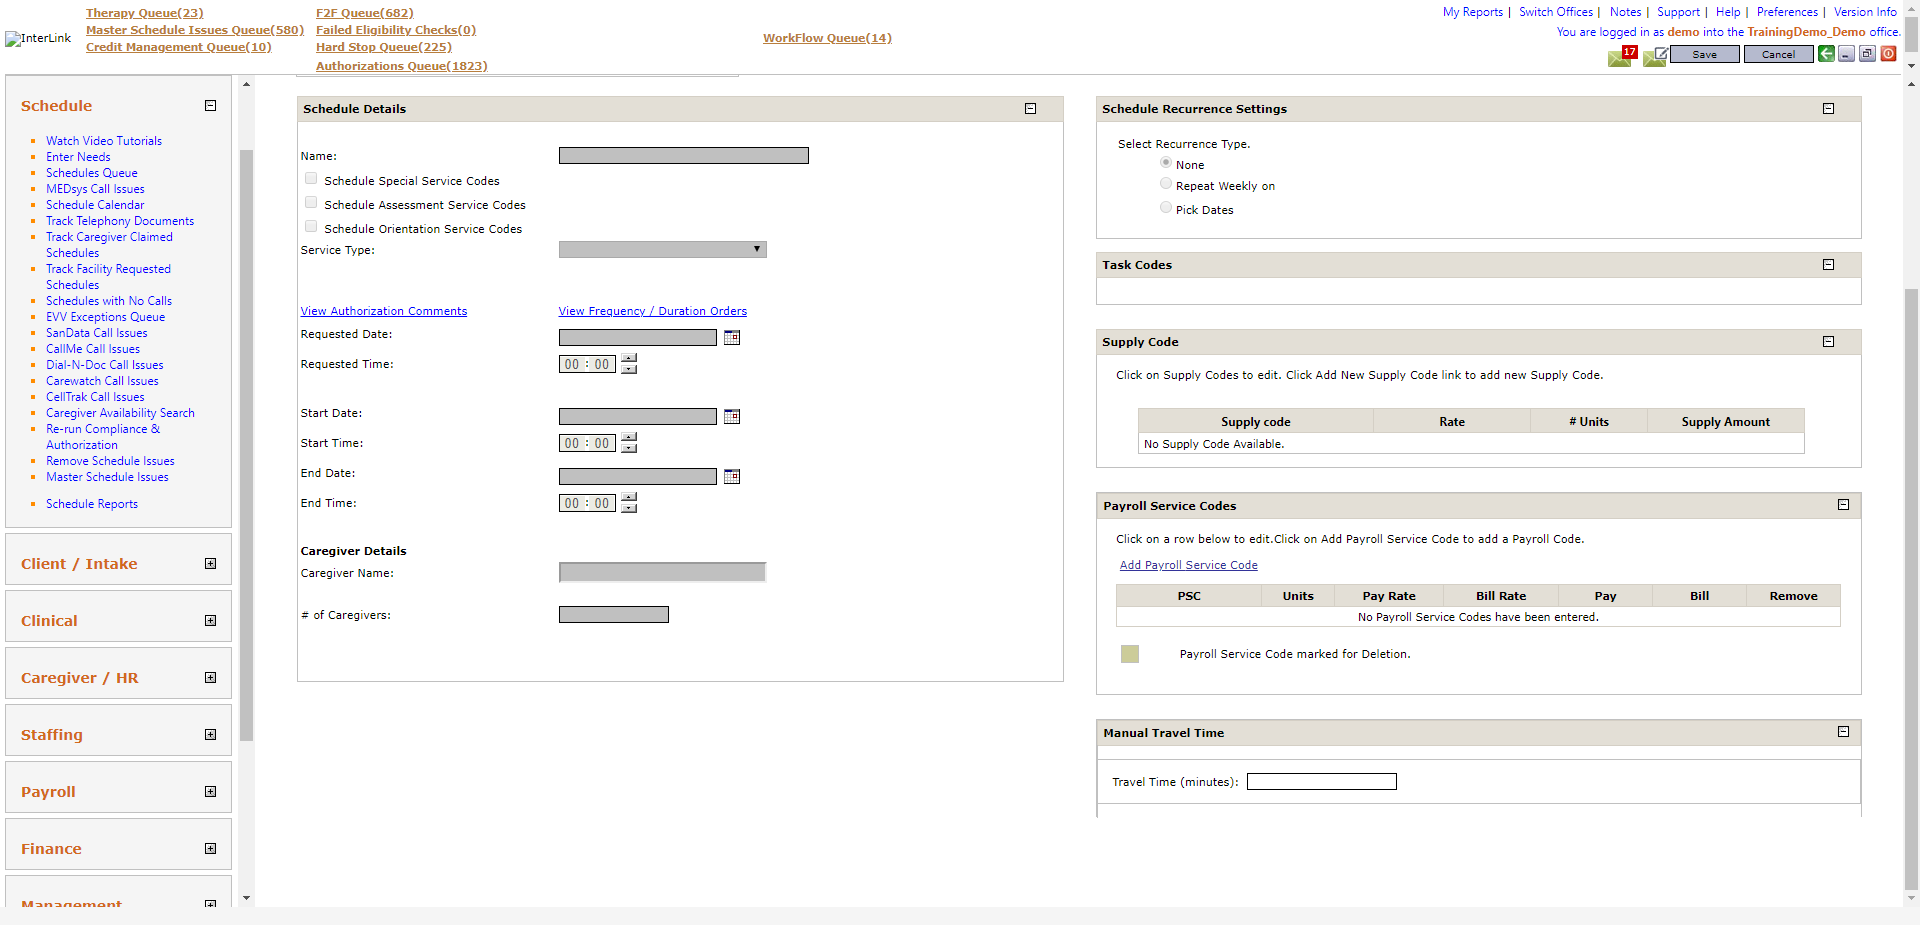 InterLink
Therapy Queue(23)
Master Schedule Issues Queue(580)
Credit Management Queue(10)
F2F Queue(682)
Failed Eligibility Checks(0)
Hard Stop Queue(225)
Authorizations Queue(1823)
WorkFlow Queue(14)
My Reports | Switch Offices | Notes | Support | Help | Preferences | Version Info
You are logged in as demo into the TrainingDemo_Demo office.
17
Save
Cancel
Schedule
Watch Video Tutorials
Enter Needs
Schedules Queue
MEDsys Call Issues
Schedule Calendar
Track Telephony Documents
Track Caregiver Claimed
Schedules
Track Facility Requested
Schedules
Schedules with No Calls
EVV Exceptions Queue
SanData Call Issues
CallMe Call Issues
Dial-N-Doc Call Issues
Carewatch Call Issues
CellTrak Call Issues
Caregiver Availability Search
Re-run Compliance &
Authorization
Remove Schedule Issues
Master Schedule Issues
Schedule Reports
Client / Intake
Clinical
Caregiver / HR
Staffing
Payroll
Finance
Management
Schedule Details
Name:
Schedule Special Service Codes
Schedule Assessment Service Codes
Schedule Orientation Service Codes
Service Type:
View Authorization Comments
View Frequency / Duration Orders
Requested Date:
Requested Time:
00 : 00
Start Date:
Start Time:
00 : 00
End Date:
End Time:
00 : 00
Caregiver Details
Caregiver Name:
# of Caregivers:
Schedule Recurrence Settings
Select Recurrence Type.
None
Repeat Weekly on
Pick Dates
Task Codes
Supply Code
Click on Supply Codes to edit. Click Add New Supply Code link to add new Supply Code.
Supply code Rate # Units Supply Amount
No Supply Code Available.
Payroll Service Codes
Click on a row below to edit.Click on Add Payroll Service Code to add a Payroll Code.
Add Payroll Service Code
PSC Units Pay Rate Bill Rate Pay Bill Remove
No Payroll Service Codes have been entered.
Payroll Service Code marked for Deletion.
Manual Travel Time
Travel Time (minutes):